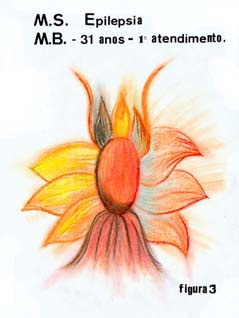 M.S. Epilepsia
M.B. - 31 anos - 1º atendimento.
figura 3